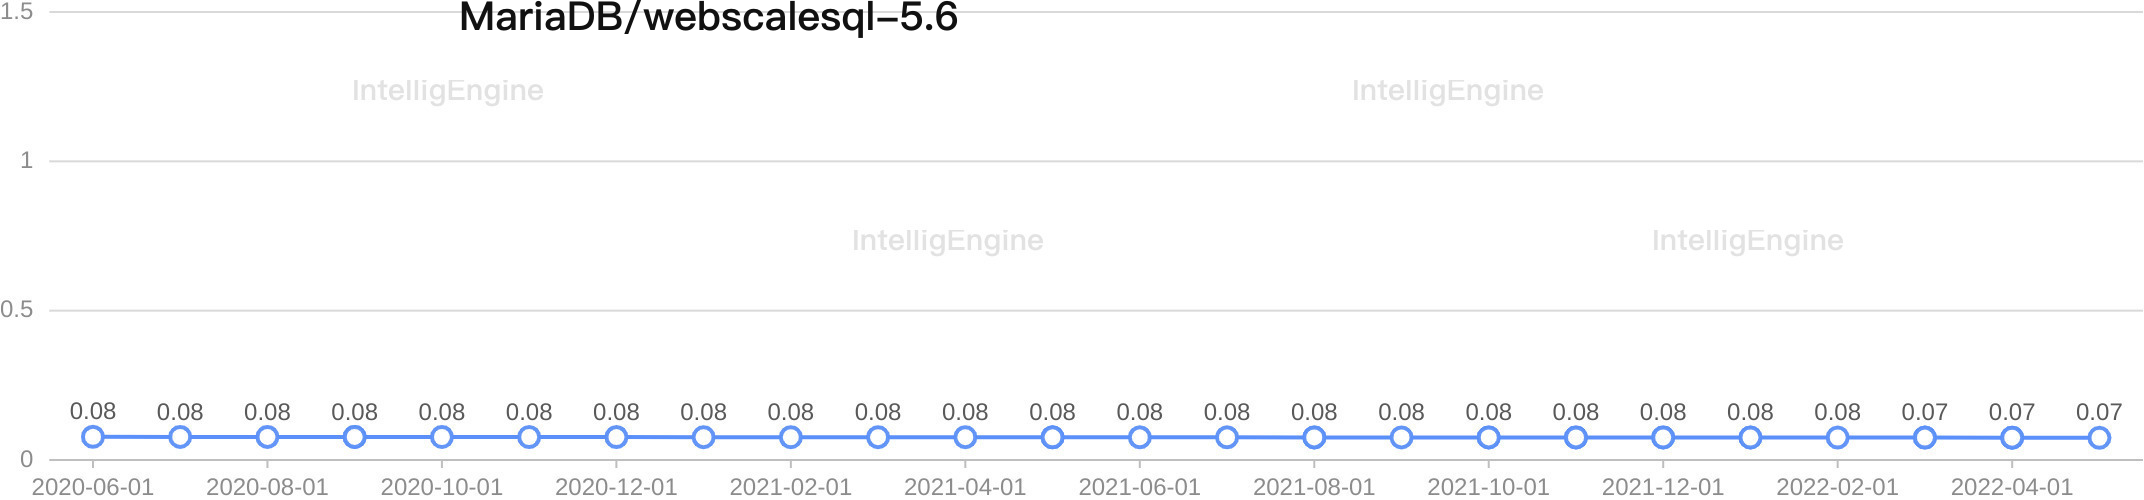 MariaDB/webscalesql-5.6
1.5
IntelligEngine IntelligEngine
1
IntelligEngine IntelligEngine
0.5
0.08 0.08 0.08 0.08 0.08 0.08 0.08 0.08 0.08 0.08 0.08 0.08 0.08 0.08 0.08 0.08 0.08 0.08 0.08 0.08 0.08 0.07 0.07 0.07
0
2020-06-01 2020-08-01 2020-10-01 2020-12-01 2021-02-01 2021-04-01 2021-06-01 2021-08-01 2021-10-01 2021-12-01 2022-02-01 2022-04-01